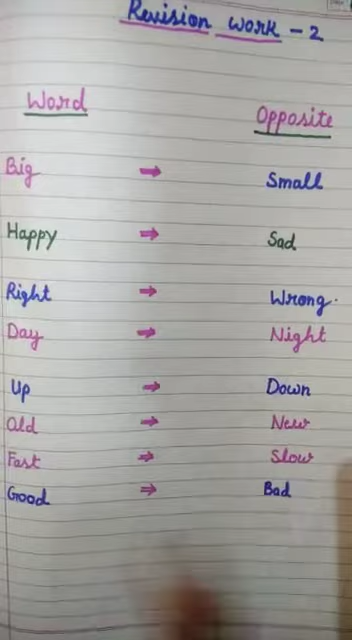 Revision work - 2
Word Opposite
Big → Small
Happy → Sad
Right → Wrong.
Day → Night
Up → Down
Old → New
Fast → Slow
Good → Bad